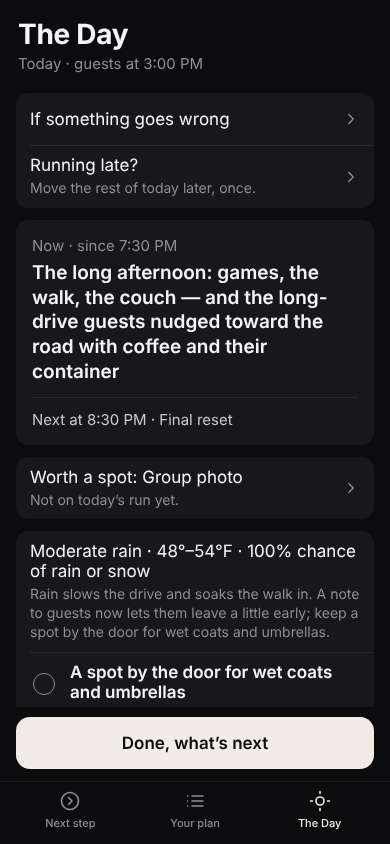 The Day
Today · guests at 3:00 PM
If something goes wrong
Running late?
Move the rest of today later, once.
Now · since 7:30 PM
The long afternoon: games, the
walk, the couch — and the long-
drive guests nudged toward the
road with coffee and their
container
Next at 8:30 PM · Final reset
Worth a spot: Group photo
Not on today’s run yet.
Moderate rain · 48°–54°F · 100% chance
of rain or snow
Rain slows the drive and soaks the walk in. A note
to guests now lets them leave a little early; keep a
spot by the door for wet coats and umbrellas.
A spot by the door for wet coats
and umbrellas
Done, what’s next
Next step
Your plan
The Day